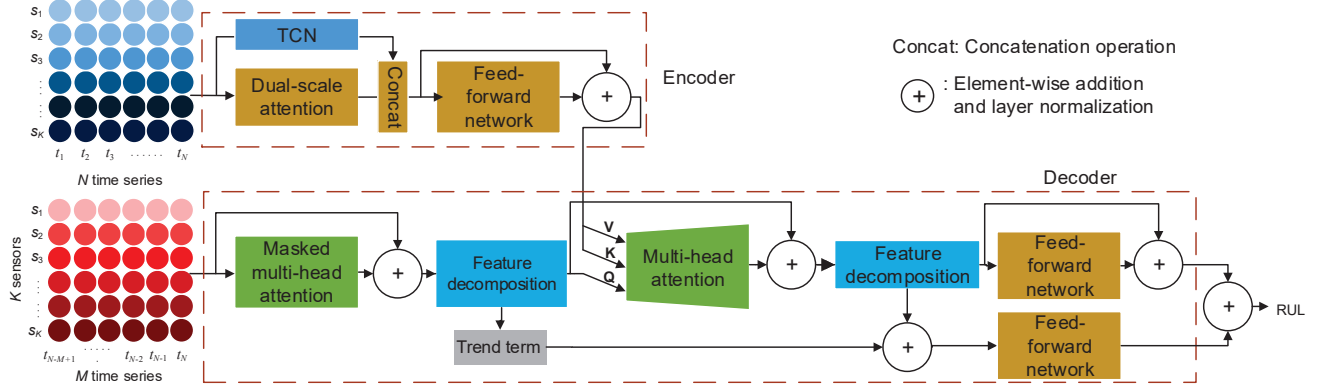 s1
s2
s3
⋮
⋮
sK
t1 t2 t3 ...... tN
N time series
TCN
Dual-scale
attention
Concat
Feed-
forward
network
+
Encoder
Concat: Concatenation operation
+ : Element-wise addition
and layer normalization
Decoder
K sensors
s1
s2
s3
⋮
⋮
sK
tN-M+1 ..... . tN-2 tN-1 tN
M time series
Masked
multi-head
attention
+
Feature
decomposition
Trend term
V
K
Q
Multi-head
attention
+
Feature
decomposition
+
Feed-
forward
network
+
Feed-
forward
network
+
RUL